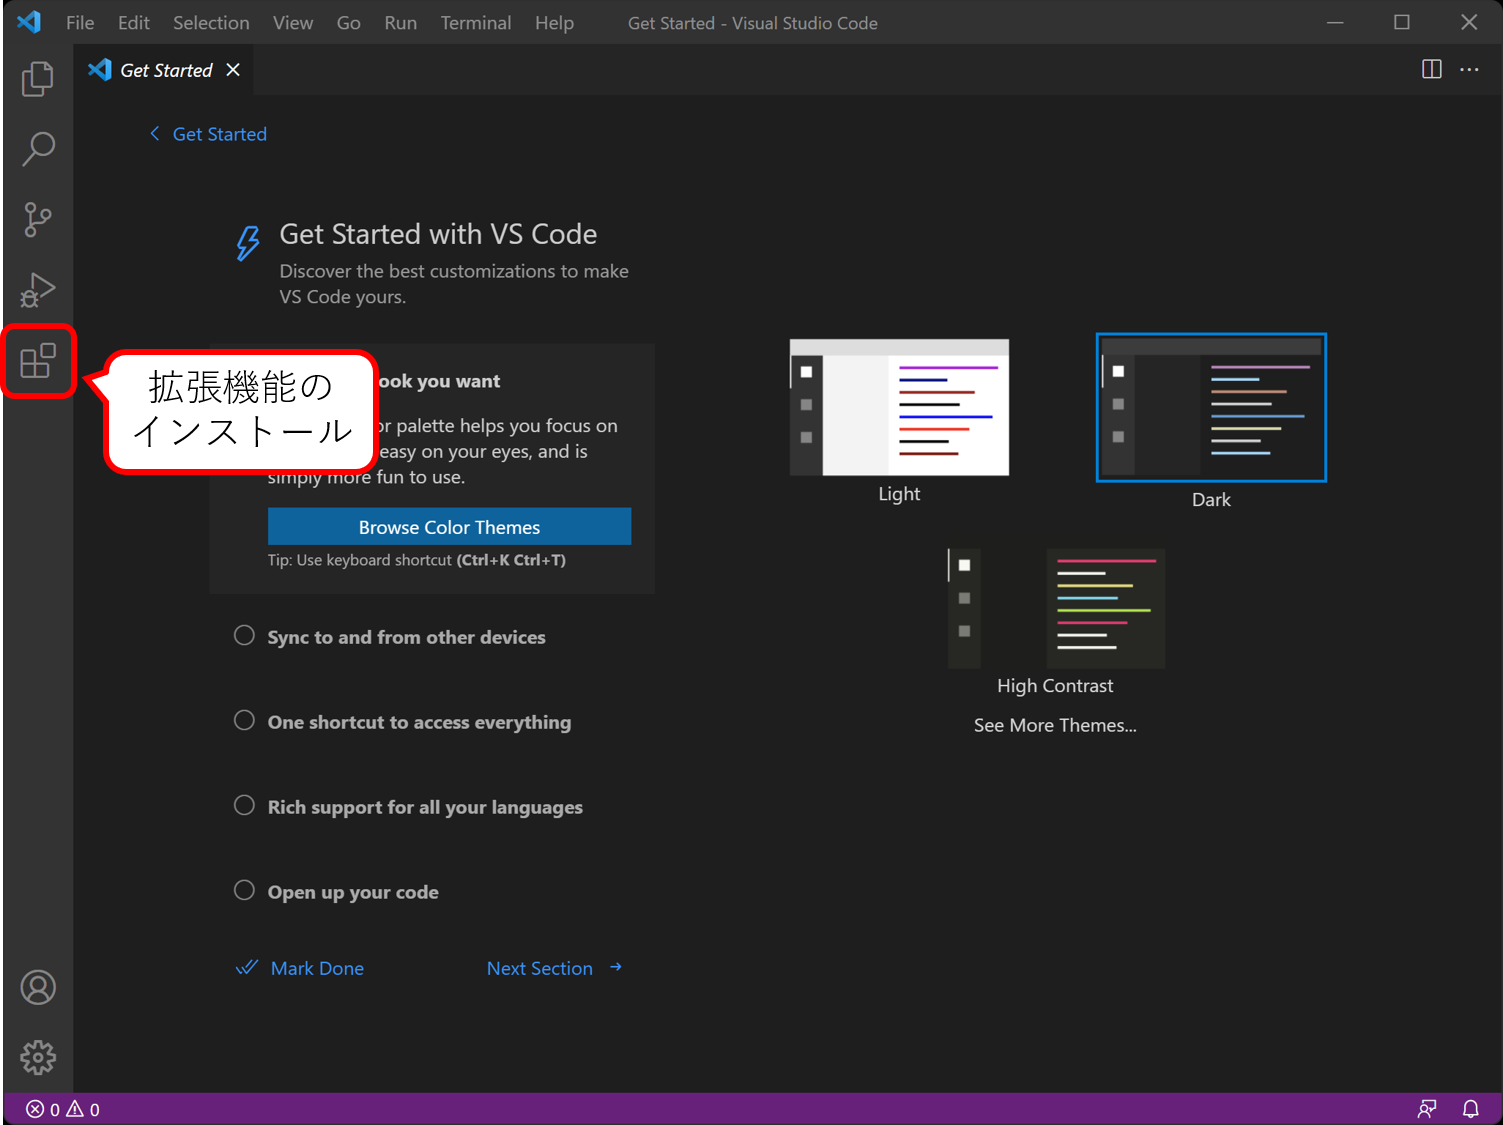 File Edit Selection View Go Run Terminal Help Get Started - Visual Studio Code
Get Started
Get Started
Get Started with VS Code
Discover the best customizations to make
VS Code yours.
拡張機能の
インストール
ook you want
or palette helps you focus on
easy on your eyes, and is
simply more fun to use.
Browse Color Themes
Tip: Use keyboard shortcut (Ctrl+K Ctrl+T)
Sync to and from other devices
One shortcut to access everything
Rich support for all your languages
Open up your code
Mark Done
Next Section
Light
Dark
High Contrast
See More Themes...
0 0